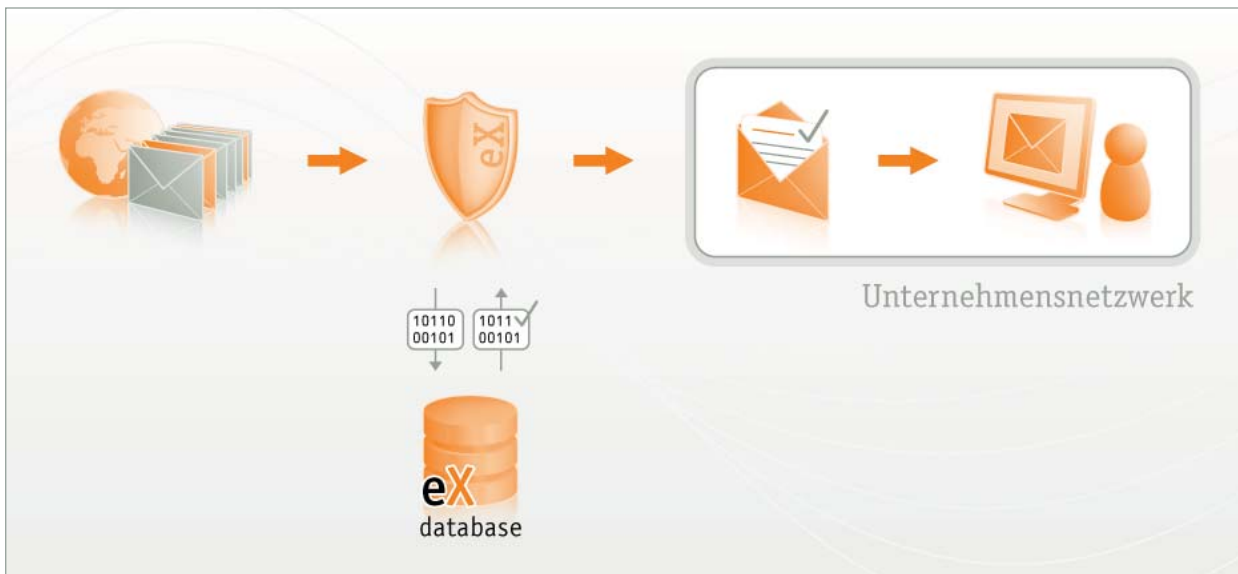 eX
Unternehmensnetzwerk
10110
00101
1011
00101
eX
database